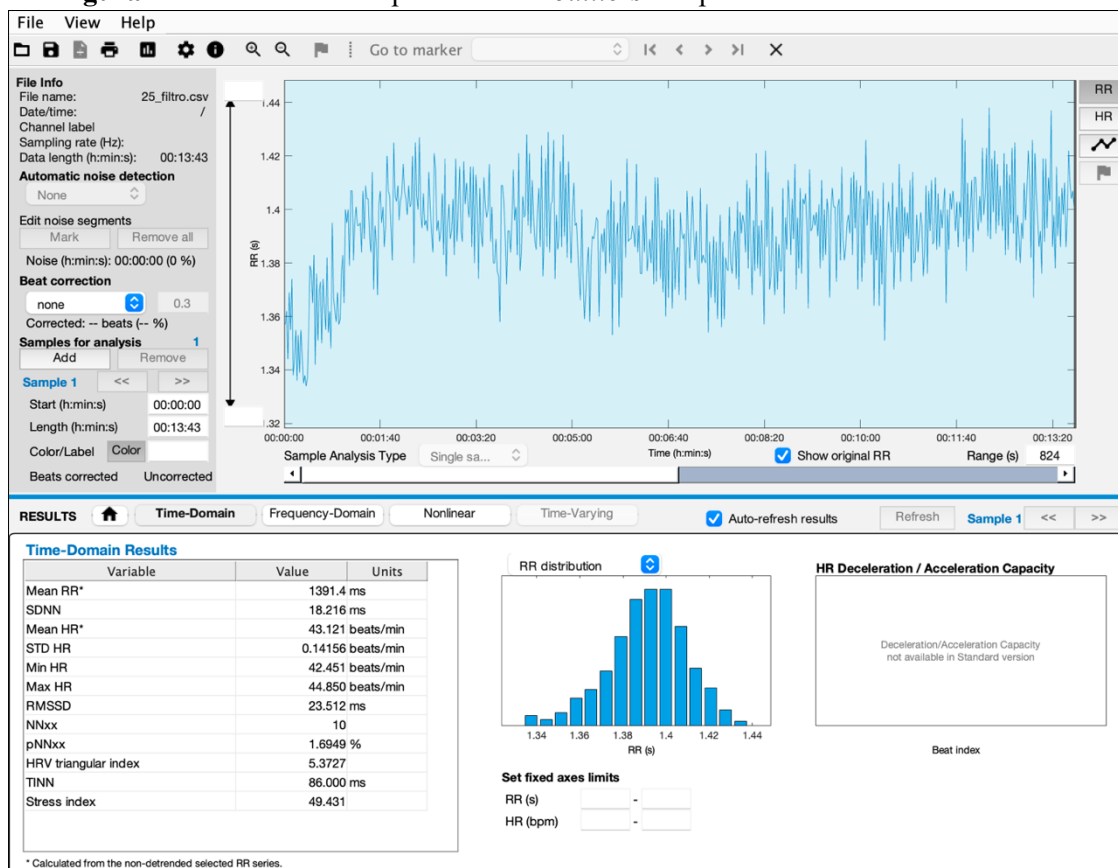 File View Help
Go to marker
File Info
File name: 25_filtro.csv
Date/time: /
Channel label
Sampling rate (Hz):
Data length (h:min:s): 00:13:43
Automatic noise detection
None
Edit noise segments
Mark Remove all
Noise (h:min:s): 00:00:00 (0 %)
Beat correction
none 0.3
Corrected: -- beats (-- %)
Samples for analysis 1
Add Remove
Sample 1 << >>
Start (h:min:s) 00:00:00
Length (h:min:s) 00:13:43
Color/Label Color
Beats corrected Uncorrected
RR (s)
1.44
1.42
1.4
1.38
1.36
1.34
1.32
00:00:00 00:01:40 00:03:20 00:05:00 00:06:40 00:08:20 00:10:00 00:11:40 00:13:20
Time (h:min:s)
RR
HR
Sample Analysis Type Single sa... Show original RR Range (s) 824
RESULTS Time-Domain Frequency-Domain Nonlinear Time-Varying Auto-refresh results Refresh Sample 1 << >>
Time-Domain Results
Variable Value Units
Mean RR* 1391.4 ms
SDNN 18.216 ms
Mean HR* 43.121 beats/min
STD HR 0.14156 beats/min
Min HR 42.451 beats/min
Max HR 44.850 beats/min
RMSSD 23.512 ms
NNxx 10
pNNxx 1.6949 %
HRV triangular index 5.3727
TINN 86.000 ms
Stress index 49.431
* Calculated from the non-detrended selected RR series.
RR distribution
1.34 1.36 1.38 1.4 1.42 1.44
RR (s)
Set fixed axes limits
RR (s) -
HR (bpm) -
HR Deceleration / Acceleration Capacity
Deceleration/Acceleration Capacity
not available in Standard version
Beat index